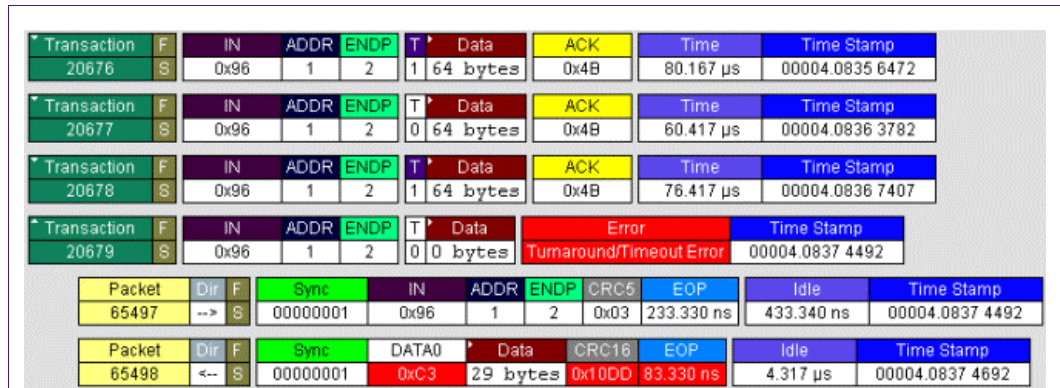 Transaction F IN ADDR ENDP T Data ACK Time Time Stamp
20676 S 0x96 1 2 1 64 bytes 0x4B 80.167 µs 00004.0835 6472
Transaction F IN ADDR ENDP T Data ACK Time Time Stamp
20677 S 0x96 1 2 0 64 bytes 0x4B 60.417 µs 00004.0836 3782
Transaction F IN ADDR ENDP T Data ACK Time Time Stamp
20678 S 0x96 1 2 1 64 bytes 0x4B 76.417 µs 00004.0836 7407
Transaction F IN ADDR ENDP T Data Error Time Stamp
20679 S 0x96 1 2 0 0 bytes Turnaround/Timeout Error 00004.0837 4492
Packet Dir F Sync IN ADDR ENDP CRC5 EOP Idle Time Stamp
65497 --> S 00000001 0x96 1 2 0x03 233.330 ns 433.340 ns 00004.0837 4492
Packet Dir F Sync DATA0 Data CRC16 EOP Idle Time Stamp
65498 <-- S 00000001 0xC3 29 bytes 0x10DD 83.330 ns 4.317 µs 00004.0837 4692